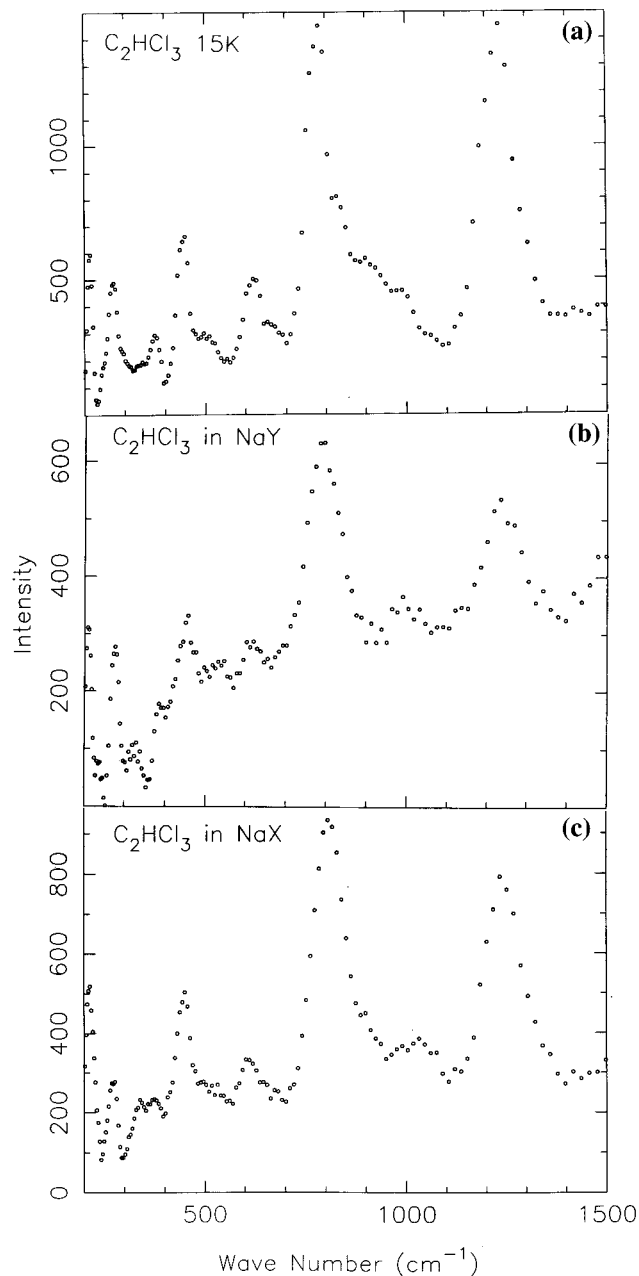 C₂HCl₃ 15K
(a)
1000
500
C₂HCl₃ in NaY
(b)
600
400
200
Intensity
C₂HCl₃ in NaX
(c)
800
600
400
200
0
500
1000
1500
Wave Number (cm⁻¹)